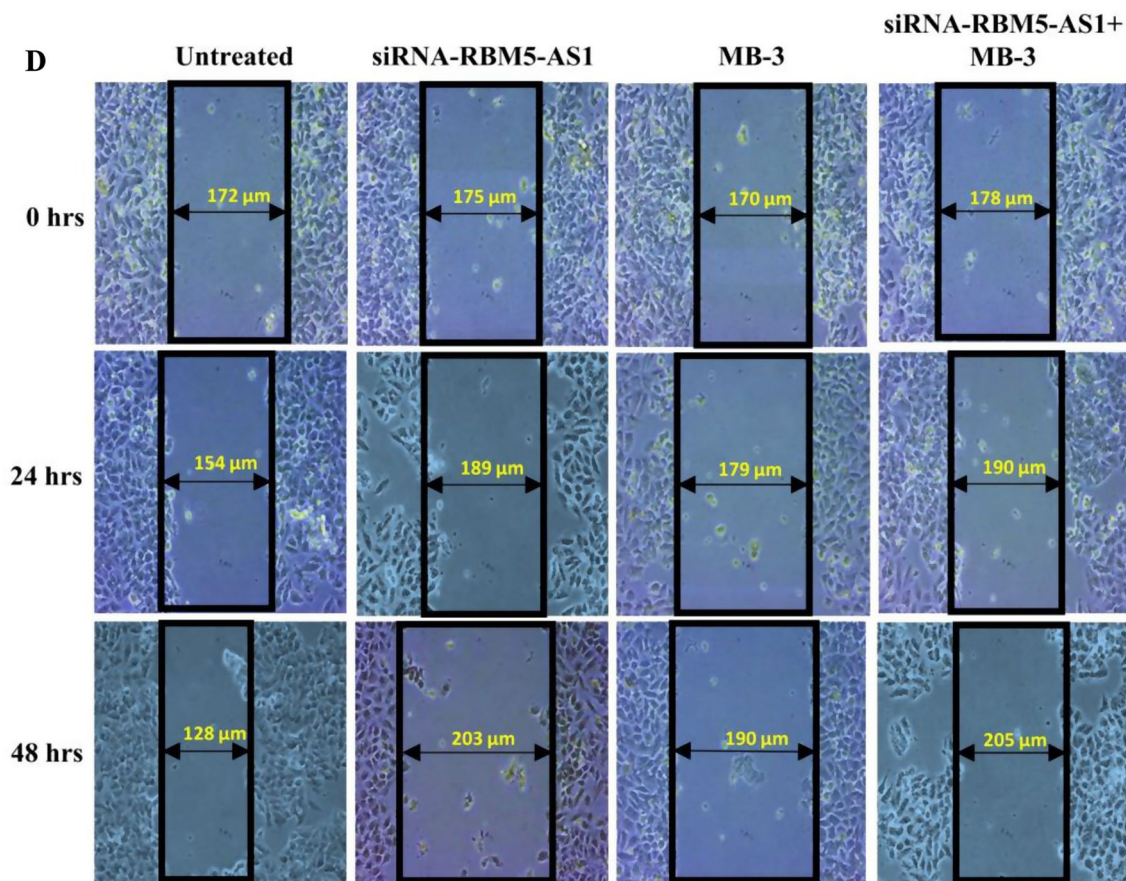 D
Untreated
siRNA-RBM5-AS1
MB-3
siRNA-RBM5-AS1+
MB-3
0 hrs
172 µm
175 µm
170 µm
178 µm
24 hrs
154 µm
189 µm
179 µm
190 µm
48 hrs
128 µm
203 µm
190 µm
205 µm